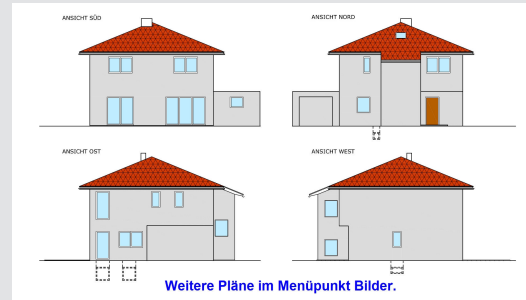 ANSICHT SÜD
ANSICHT NORD
ANSICHT OST
ANSICHT WEST
Weitere Pläne im Menüpunkt Bilder.